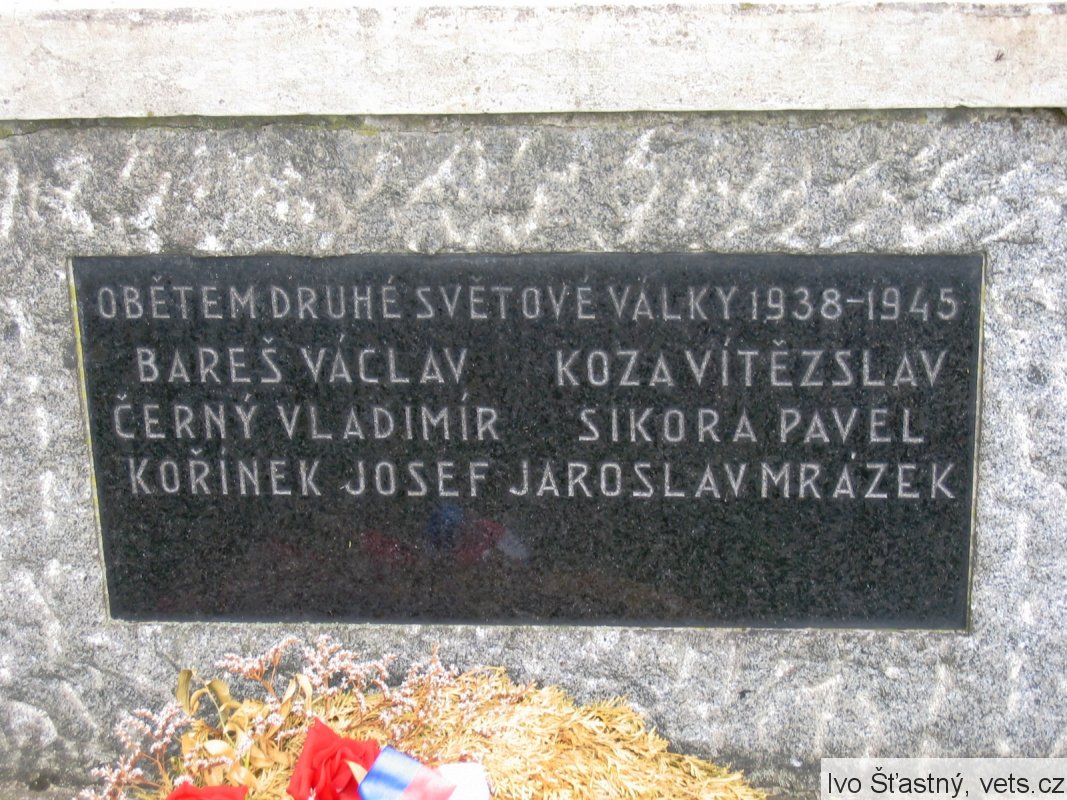 OBĚTEM DRUHÉ SVĚTOVÉ VÁLKY 1938-1945
BAREŠ VÁCLAV KOZA VÍTĚZSLAV
ČERNÝ VLADIMÍR SIKORA PAVEL
KOŘÍNEK JOSEF JAROSLAV MRÁZEK
Ivo Šťastný, vets.cz